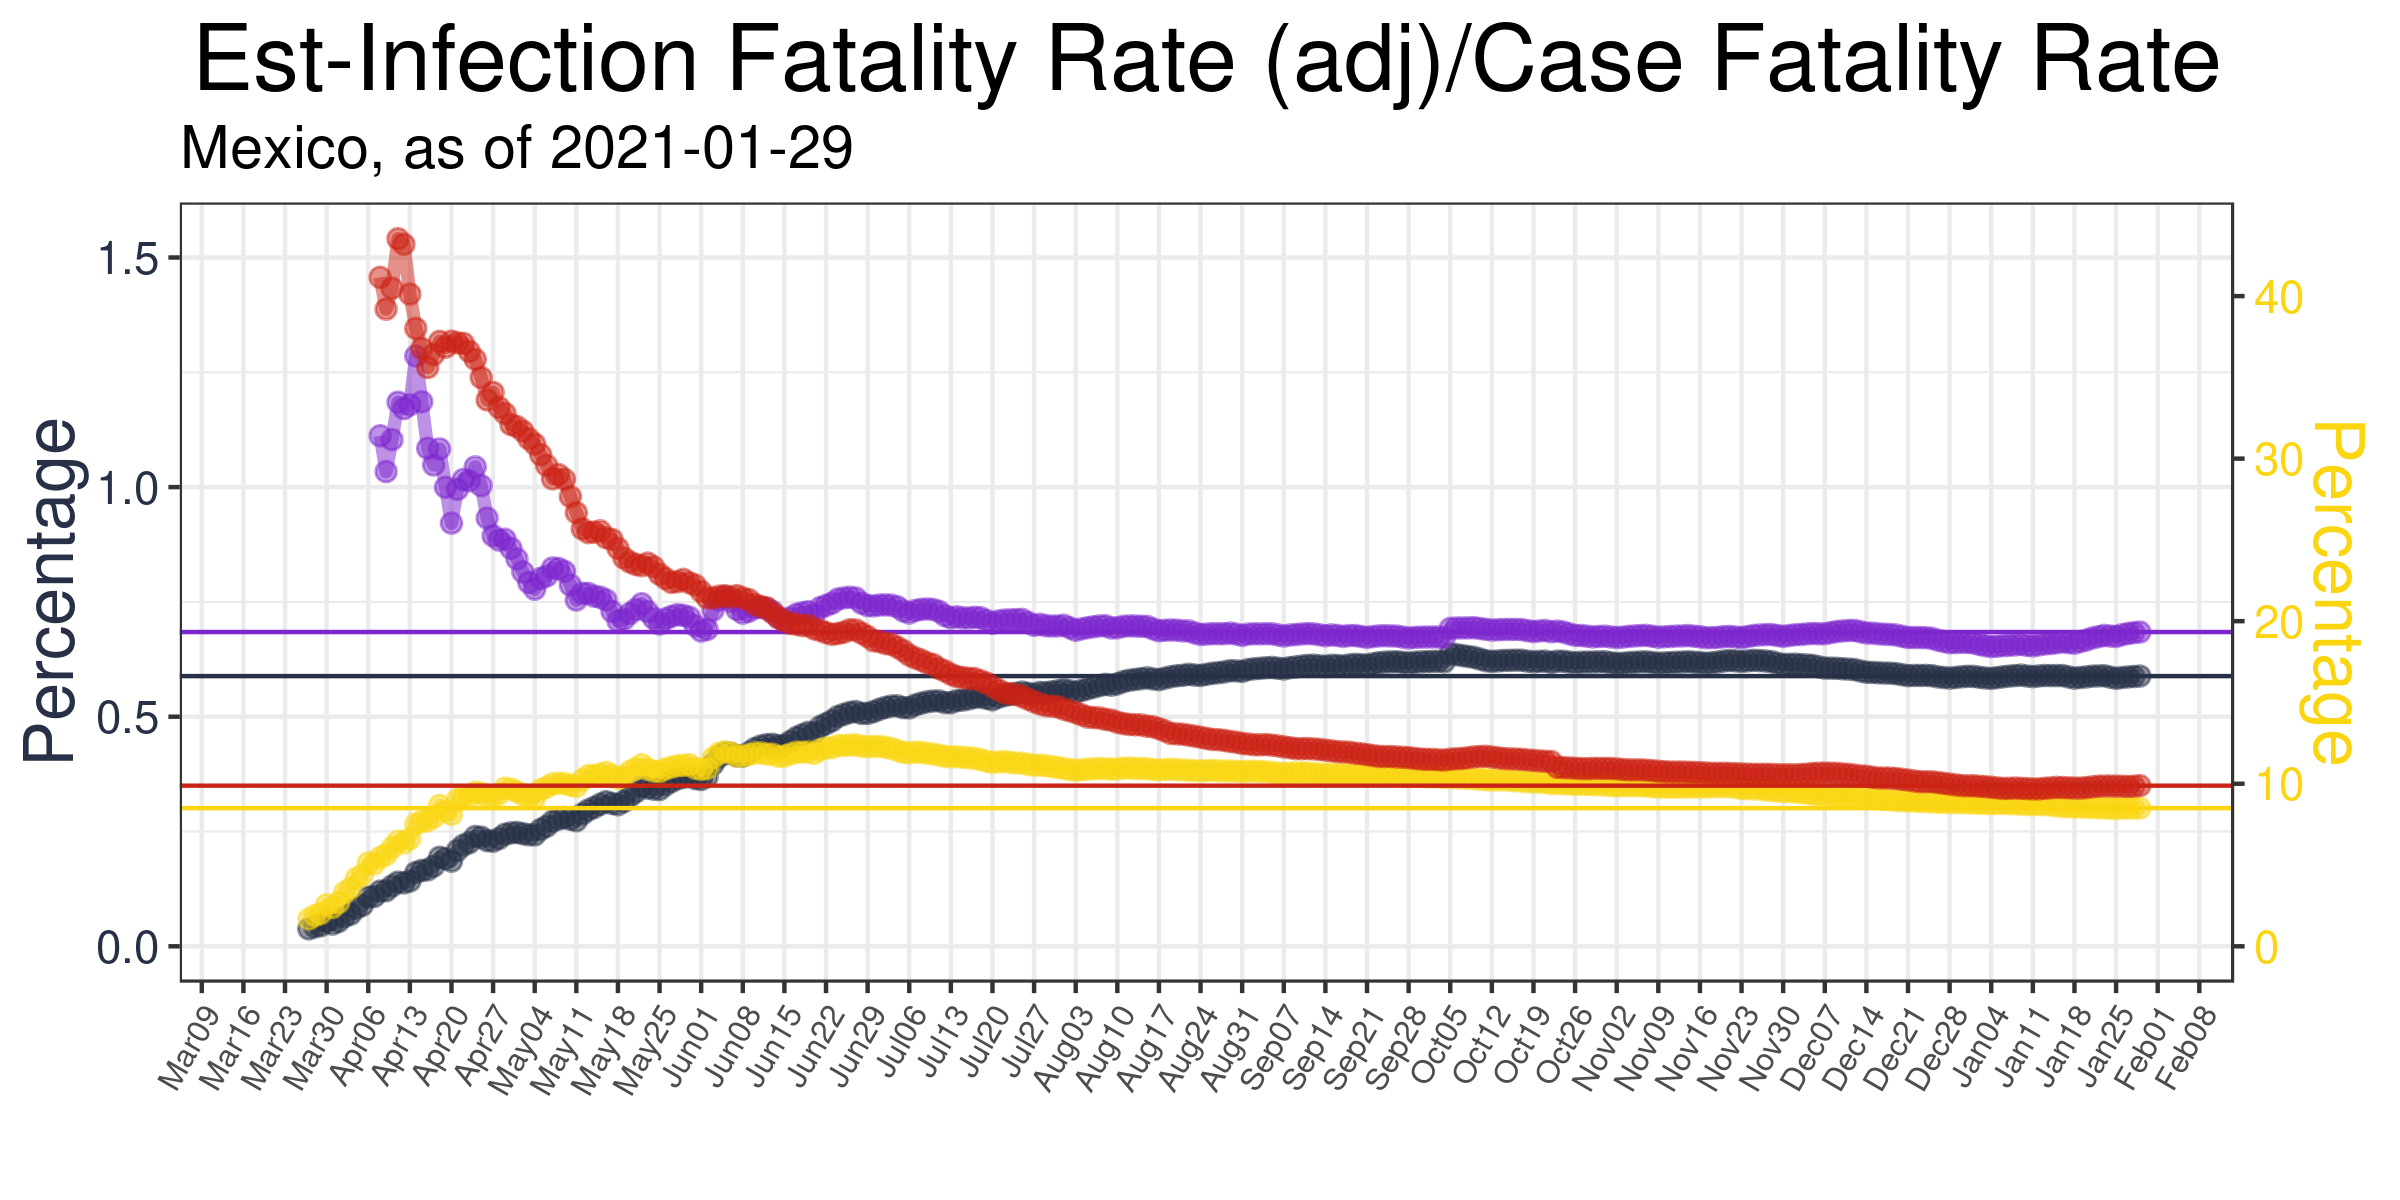 Est-Infection Fatality Rate (adj)/Case Fatality Rate
Mexico, as of 2021-01-29
Percentage
1.5
1.0
0.5
0.0
40
30
20
10
0
Percentage
Mar09
Mar16
Mar23
Mar30
Apr06
Apr13
Apr20
Apr27
May04
May11
May18
May25
Jun01
Jun08
Jun15
Jun22
Jun29
Jul06
Jul13
Jul20
Jul27
Aug03
Aug10
Aug17
Aug24
Aug31
Sep07
Sep14
Sep21
Sep28
Oct05
Oct12
Oct19
Oct26
Nov02
Nov09
Nov16
Nov23
Nov30
Dec07
Dec14
Dec21
Dec28
Jan04
Jan11
Jan18
Jan25
Feb01
Feb08